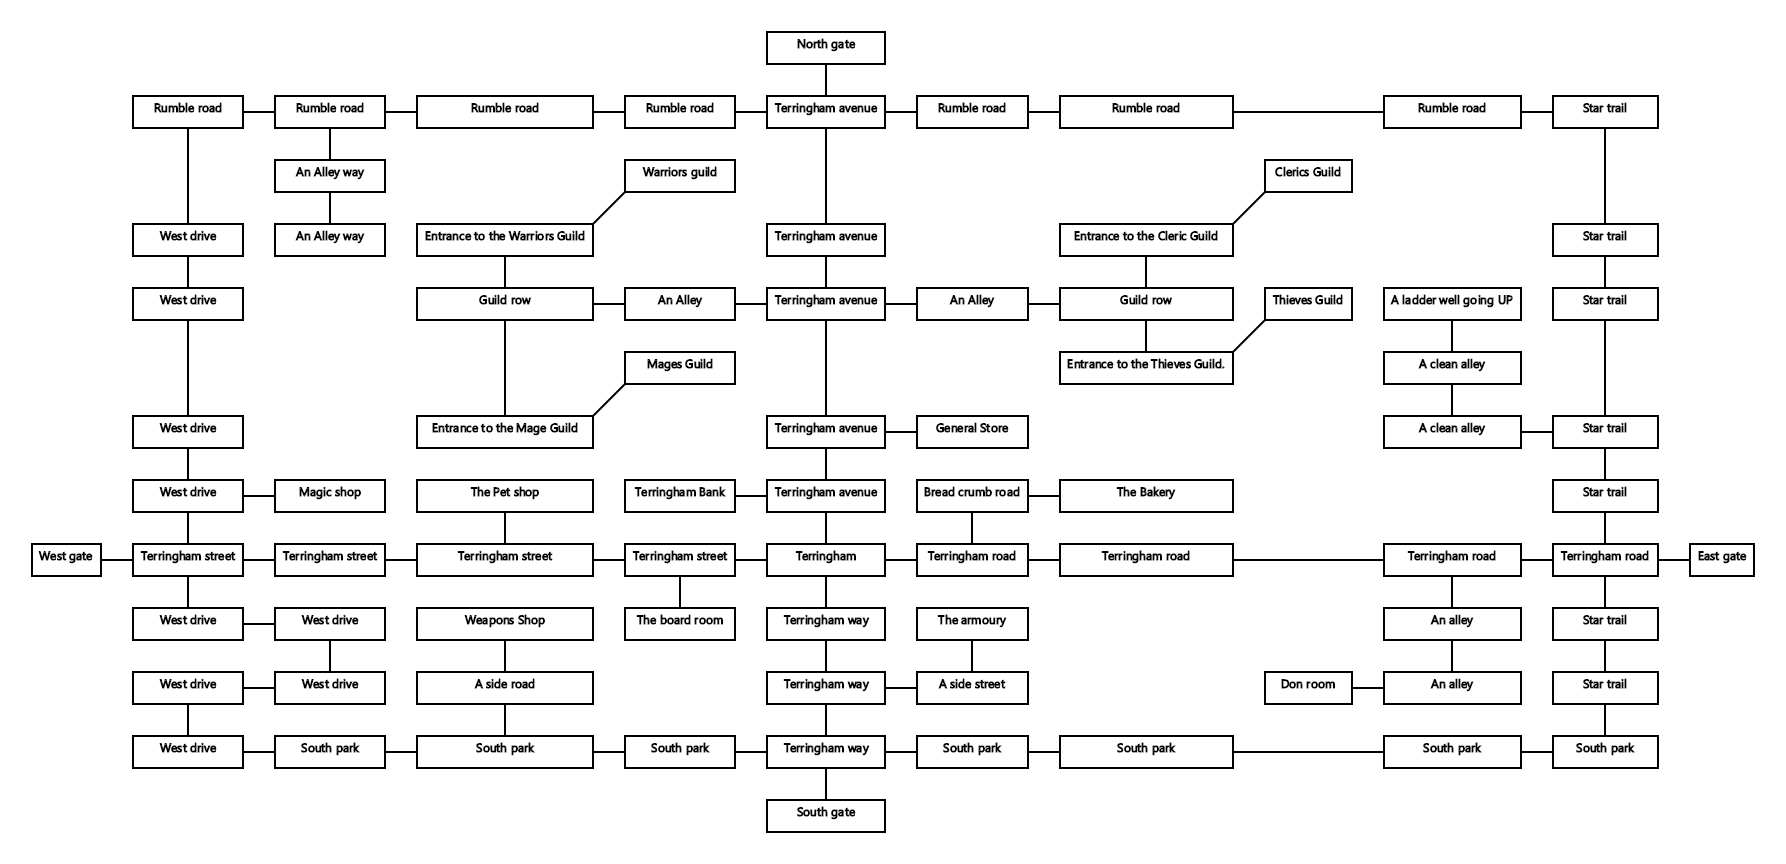 North gate
Rumble road
Rumble road
Rumble road
Rumble road
Terringham avenue
Rumble road
Rumble road
Rumble road
Star trail
An Alley way
Warriors guild
Clerics Guild
West drive
An Alley way
Entrance to the Warriors Guild
Terringham avenue
Entrance to the Cleric Guild
Star trail
West drive
Guild row
An Alley
Terringham avenue
An Alley
Guild row
Thieves Guild
A ladder well going UP
Star trail
Mages Guild
Entrance to the Thieves Guild.
A clean alley
West drive
Entrance to the Mage Guild
Terringham avenue
General Store
A clean alley
Star trail
West drive
Magic shop
The Pet shop
Terringham Bank
Terringham avenue
Bread crumb road
The Bakery
Star trail
West gate
Terringham street
Terringham street
Terringham street
Terringham street
Terringham
Terringham road
Terringham road
Terringham road
Terringham road
East gate
West drive
West drive
Weapons Shop
The board room
Terringham way
The armoury
An alley
Star trail
West drive
West drive
A side road
Terringham way
A side street
Don room
An alley
Star trail
West drive
South park
South park
South park
Terringham way
South park
South park
South park
South park
South gate